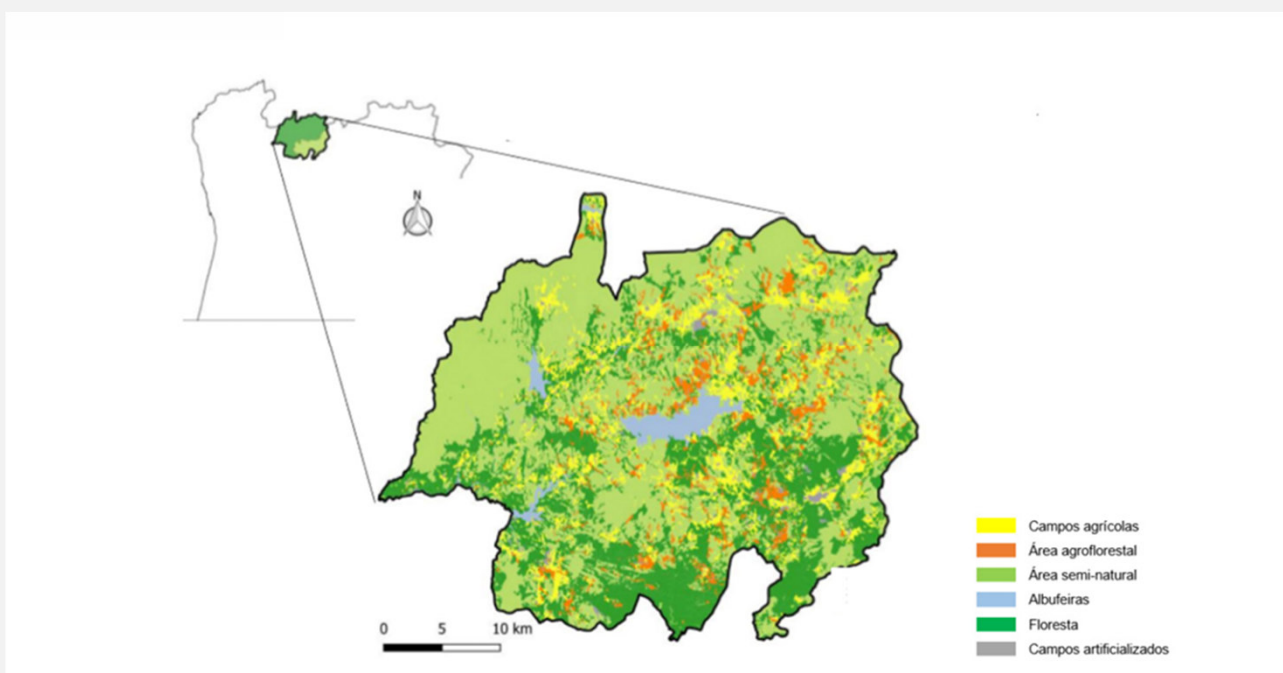 N
0 5 10 km
Campos agrícolas
Área agroflorestal
Área semi-natural
Albufeiras
Floresta
Campos artificializados